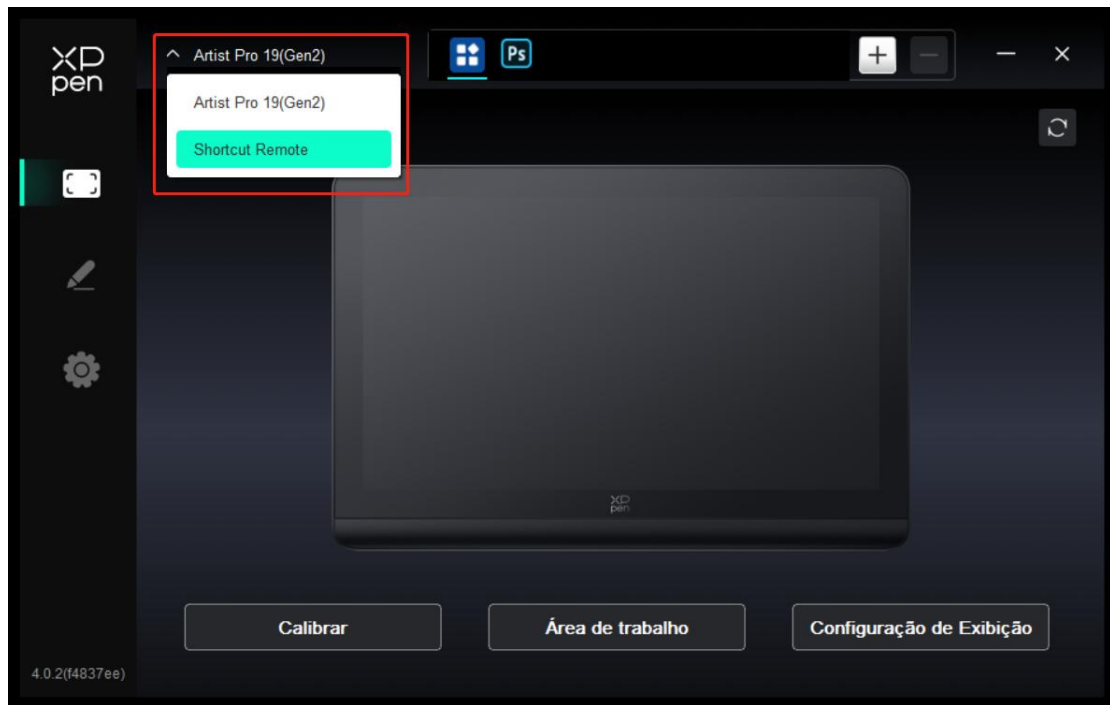 XP
pen
Artist Pro 19(Gen2)
Ps
Artist Pro 19(Gen2)
Shortcut Remote
XP
pen
Calibrar
Área de trabalho
Configuração de Exibição
4.0.2(f4837ee)